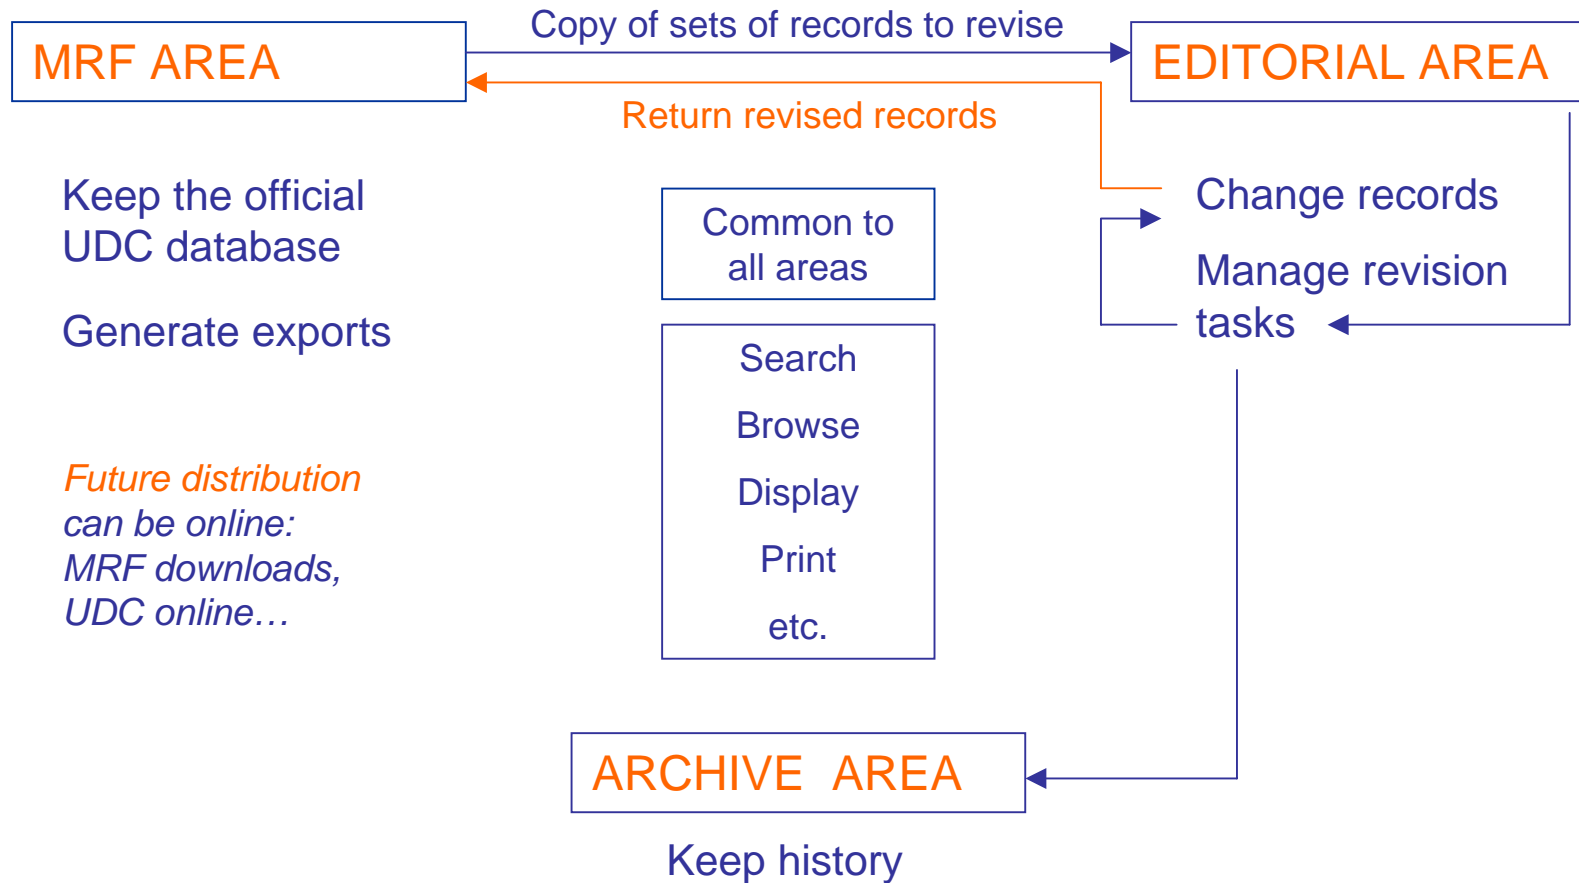 Copy of sets of records to revise
MRF AREA
EDITORIAL AREA
Return revised records
Keep the official
UDC database
Generate exports
Future distribution
can be online:
MRF downloads,
UDC online…
Common to
all areas
Search
Browse
Display
Print
etc.
Change records
Manage revision
tasks
ARCHIVE AREA
Keep history